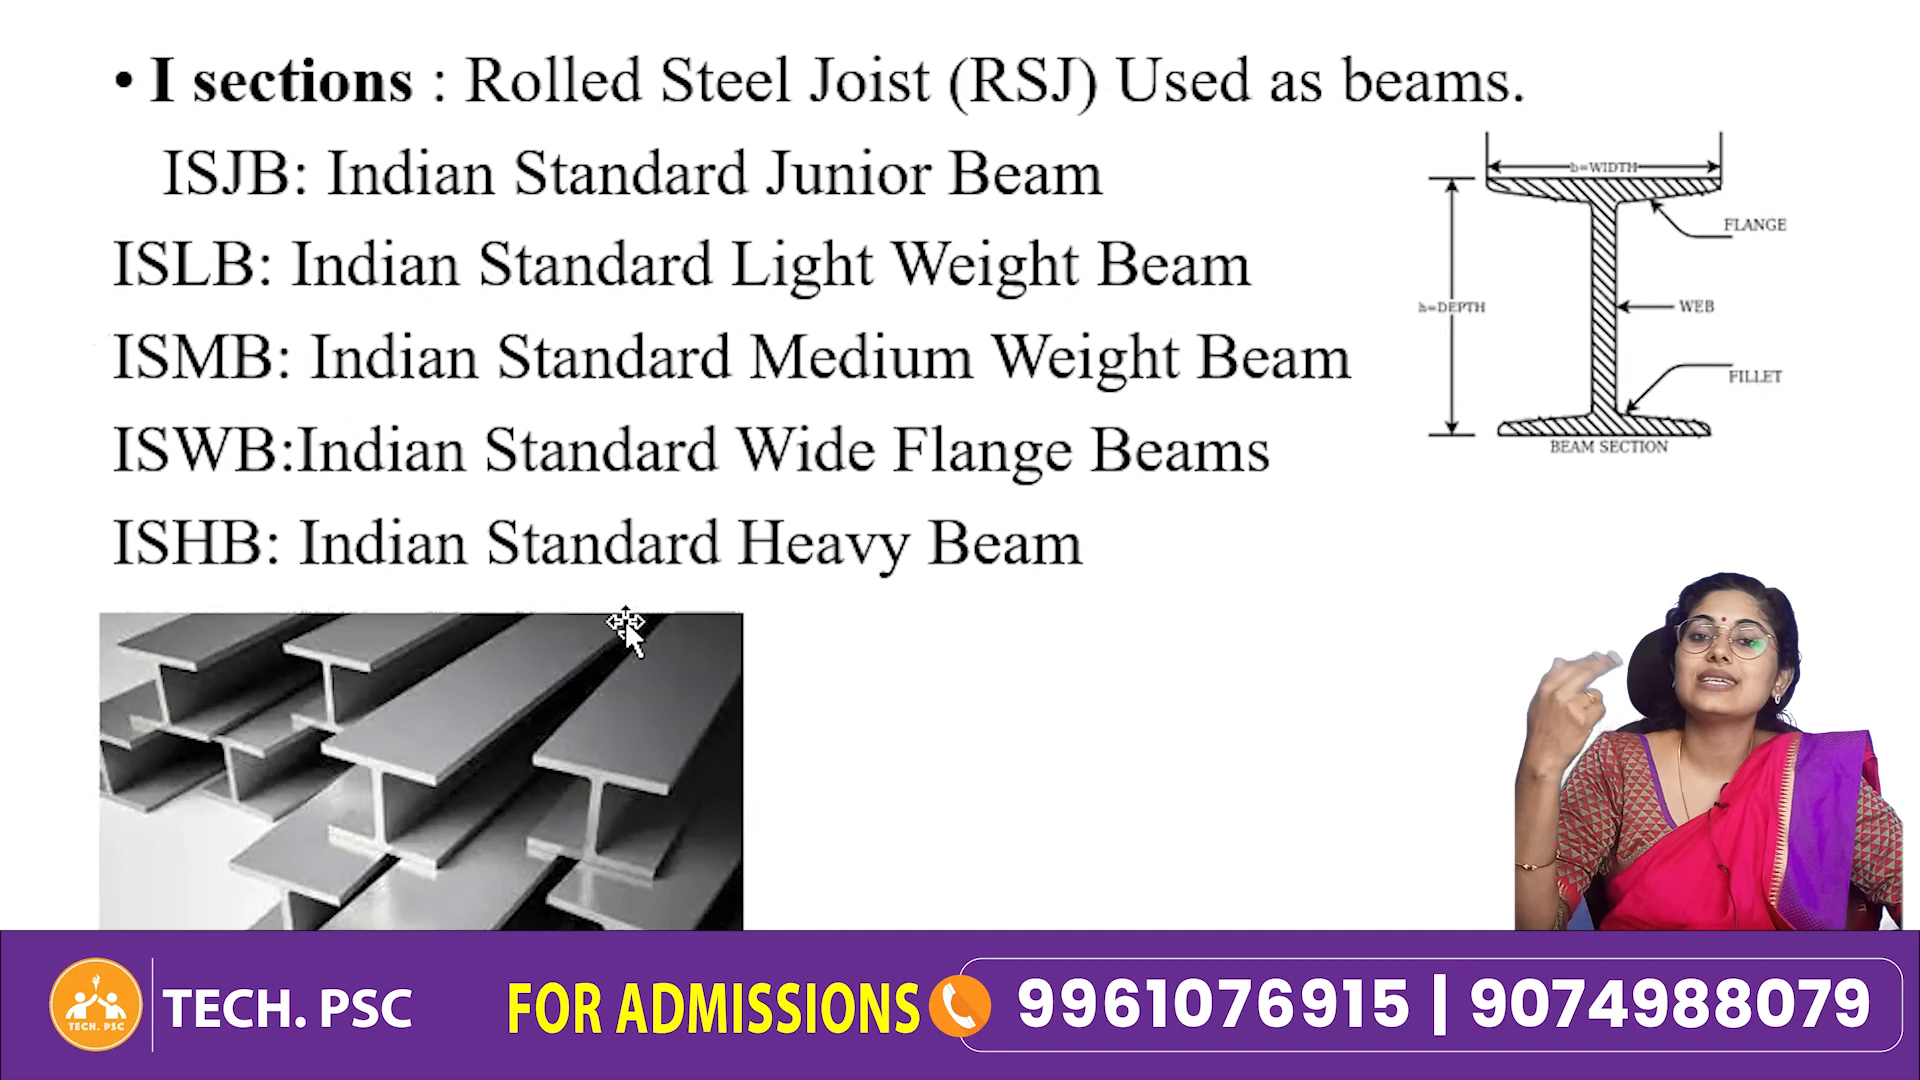 • I sections : Rolled Steel Joist (RSJ) Used as beams.
ISJB: Indian Standard Junior Beam
ISLB: Indian Standard Light Weight Beam
ISMB: Indian Standard Medium Weight Beam
ISWB:Indian Standard Wide Flange Beams
ISHB: Indian Standard Heavy Beam
b=WIDTH
FLANGE
h=DEPTH
WEB
FILLET
BEAM SECTION
TECH. PSC
TECH. PSC
FOR ADMISSIONS
9961076915 | 9074988079